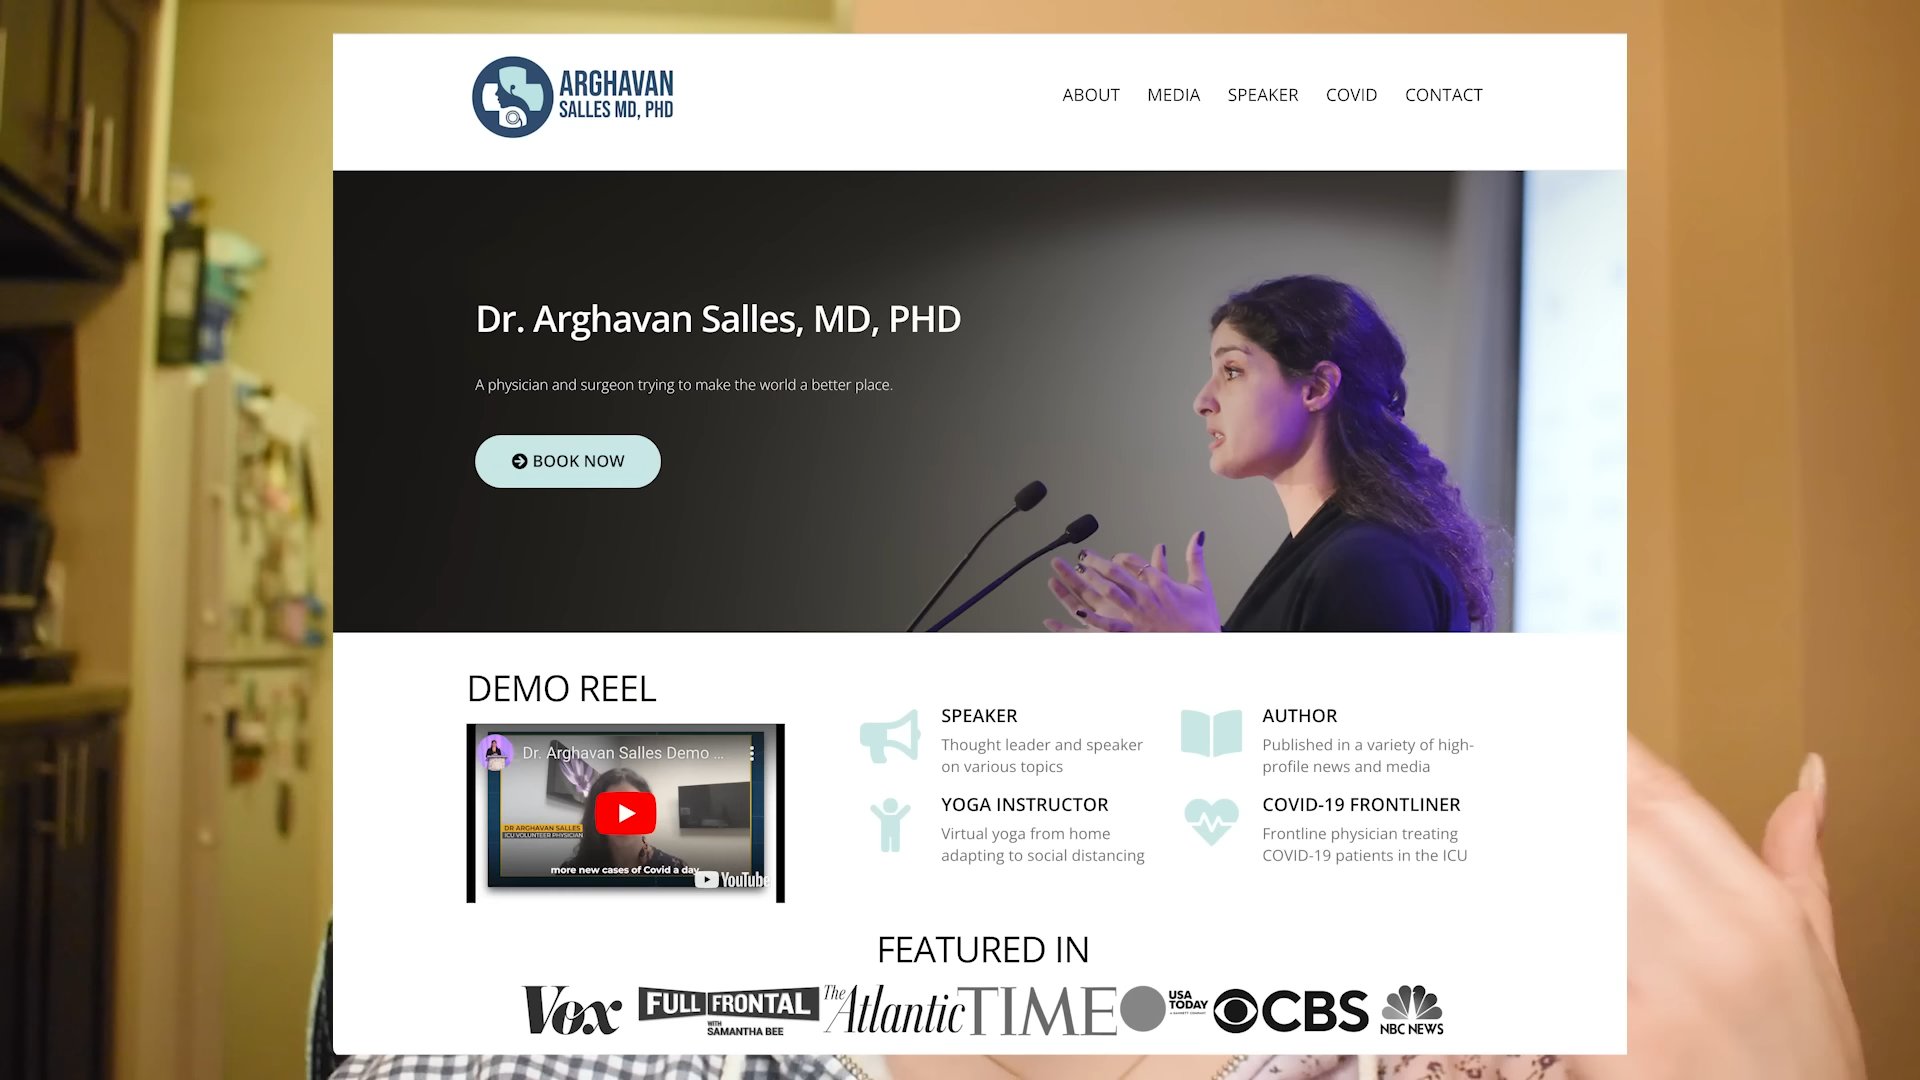 ARGHAVAN
SALLES MD, PHD
ABOUT MEDIA SPEAKER COVID CONTACT
Dr. Arghavan Salles, MD, PHD
A physician and surgeon trying to make the world a better place.
BOOK NOW
DEMO REEL
Dr. Arghavan Salles Demo ...
DR ARGHAVAN SALLES
ICU VOLUNTEER PHYSICIAN
more new cases of Covid a day
YouTube
SPEAKER
Thought leader and speaker
on various topics
AUTHOR
Published in a variety of high-
profile news and media
YOGA INSTRUCTOR
Virtual yoga from home
adapting to social distancing
COVID-19 FRONTLINER
Frontline physician treating
COVID-19 patients in the ICU
FEATURED IN
Vox
FULL FRONTAL
WITH
SAMANTHA BEE
The Atlantic
TIME
USA
TODAY
CBS
NBC NEWS